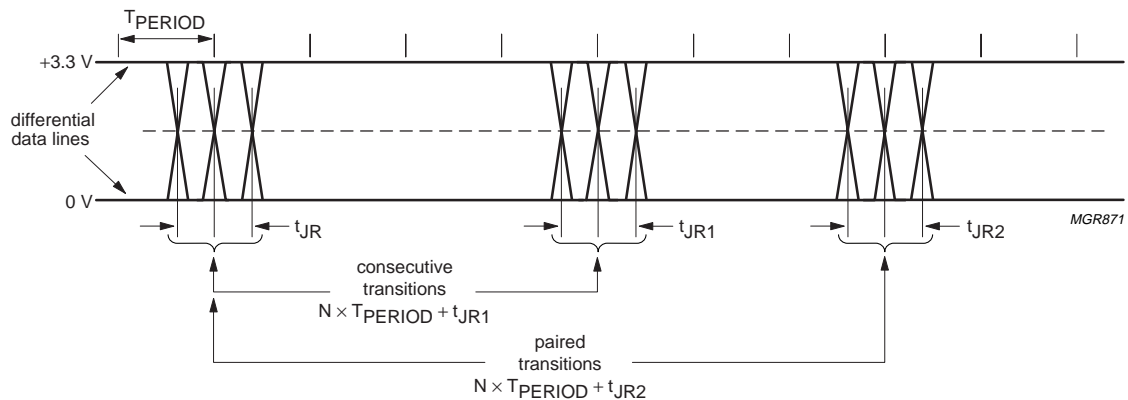 TPERIOD
+3.3 V
differential
data lines
0 V
tJR
tJR1
tJR2
MGR871
consecutive
transitions
N × TPERIOD + tJR1
paired
transitions
N × TPERIOD + tJR2